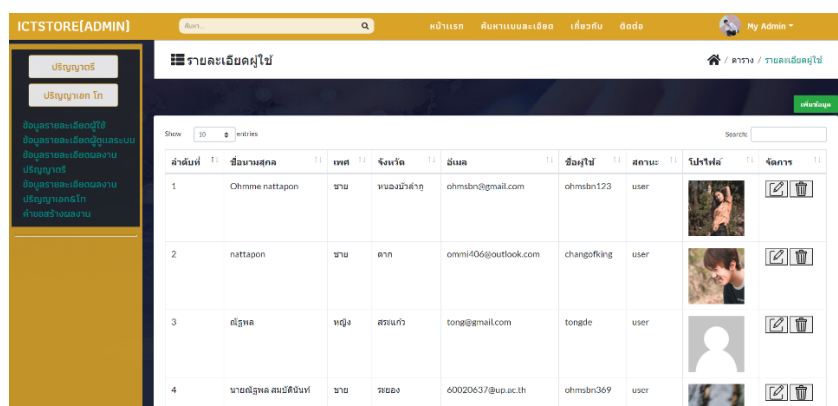 ICTSTORE(ADMIN)
ค้นหา...
หน้าแรก ค้นหาแบบละเอียด เกี่ยวกับ ติดต่อ
My Admin
ปริญญาตรี
ปริญญาเอก โท
ข้อมูลรายละเอียดผู้ใช้
ข้อมูลรายละเอียดผู้ดูแลระบบ
ข้อมูลรายละเอียดผลงาน
ปริญญาตรี
ข้อมูลรายละเอียดผลงาน
ปริญญาเอก&โท
คำขอสร้างผลงาน
รายละเอียดผู้ใช้
/ ตาราง / รายละเอียดผู้ใช้
เพิ่มข้อมูล
Show 10 entries
Search:
ลำดับที่ ชื่อนามสกุล เพศ จังหวัด อีเมล ชื่อผู้ใช้ สถานะ โปรไฟล์ จัดการ
1 Ohmme nattapon ชาย หนองบัวลำภู ohmsbn@gmail.com ohmsbn123 user
2 nattapon ชาย ตาก ommi406@outlook.com changofking user
3 ณัฐพล หญิง สระแก้ว tong@gmail.com tongde user
4 นายณัฐพล สมบัตินันท์ ชาย ระยอง 60020637@up.ac.th ohmsbn369 user